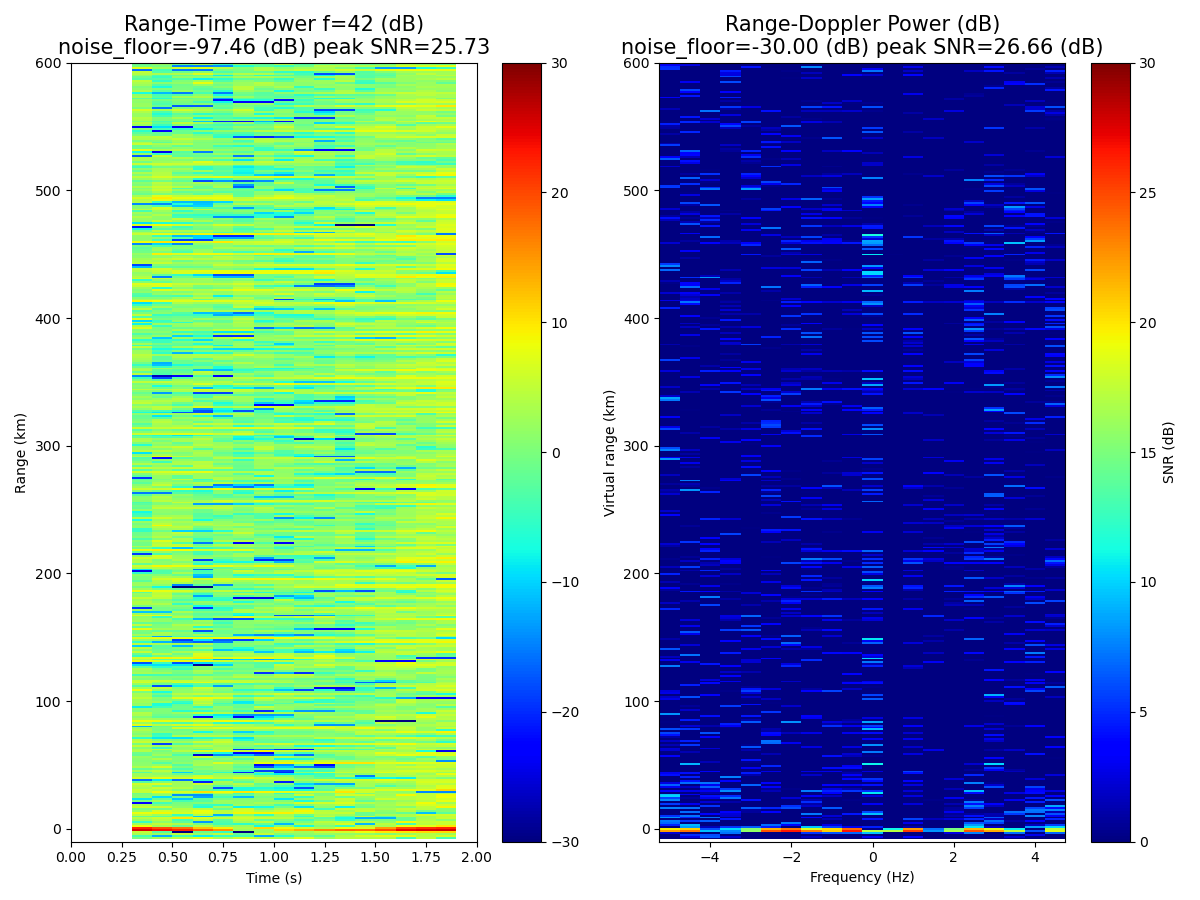 Range-Time Power f=42 (dB)
noise_floor=-97.46 (dB) peak SNR=25.73
Range-Doppler Power (dB)
noise_floor=-30.00 (dB) peak SNR=26.66 (dB)
600
500
400
300
200
100
0
Range (km)
0.00 0.25 0.50 0.75 1.00 1.25 1.50 1.75 2.00
Time (s)
30
20
10
0
−10
−20
−30
600
500
400
300
200
100
0
Virtual range (km)
−4 −2 0 2 4
Frequency (Hz)
30
25
20
15
10
5
0
SNR (dB)